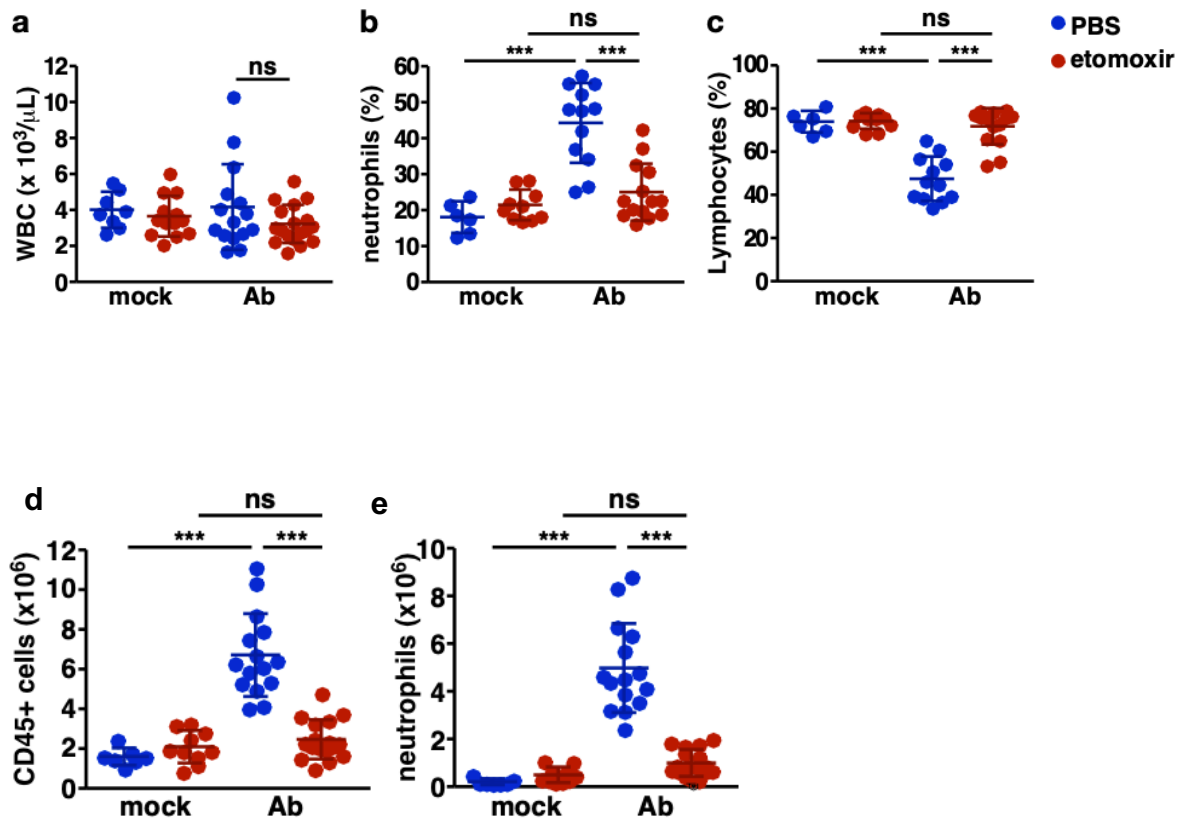 a
WBC (x 10³/µL)
12
10
8
6
4
2
0
ns
mock Ab
b
neutrophils (%)
60
50
40
30
20
10
0
ns
*** ***
mock Ab
c
Lymphocytes (%)
100
80
60
40
20
0
ns
*** ***
mock Ab
PBS
etomoxir
d
CD45+ cells (x10⁶)
12
10
8
6
4
2
0
ns
*** ***
mock Ab
e
neutrophils (x10⁶)
10
8
6
4
2
0
ns
*** ***
mock Ab